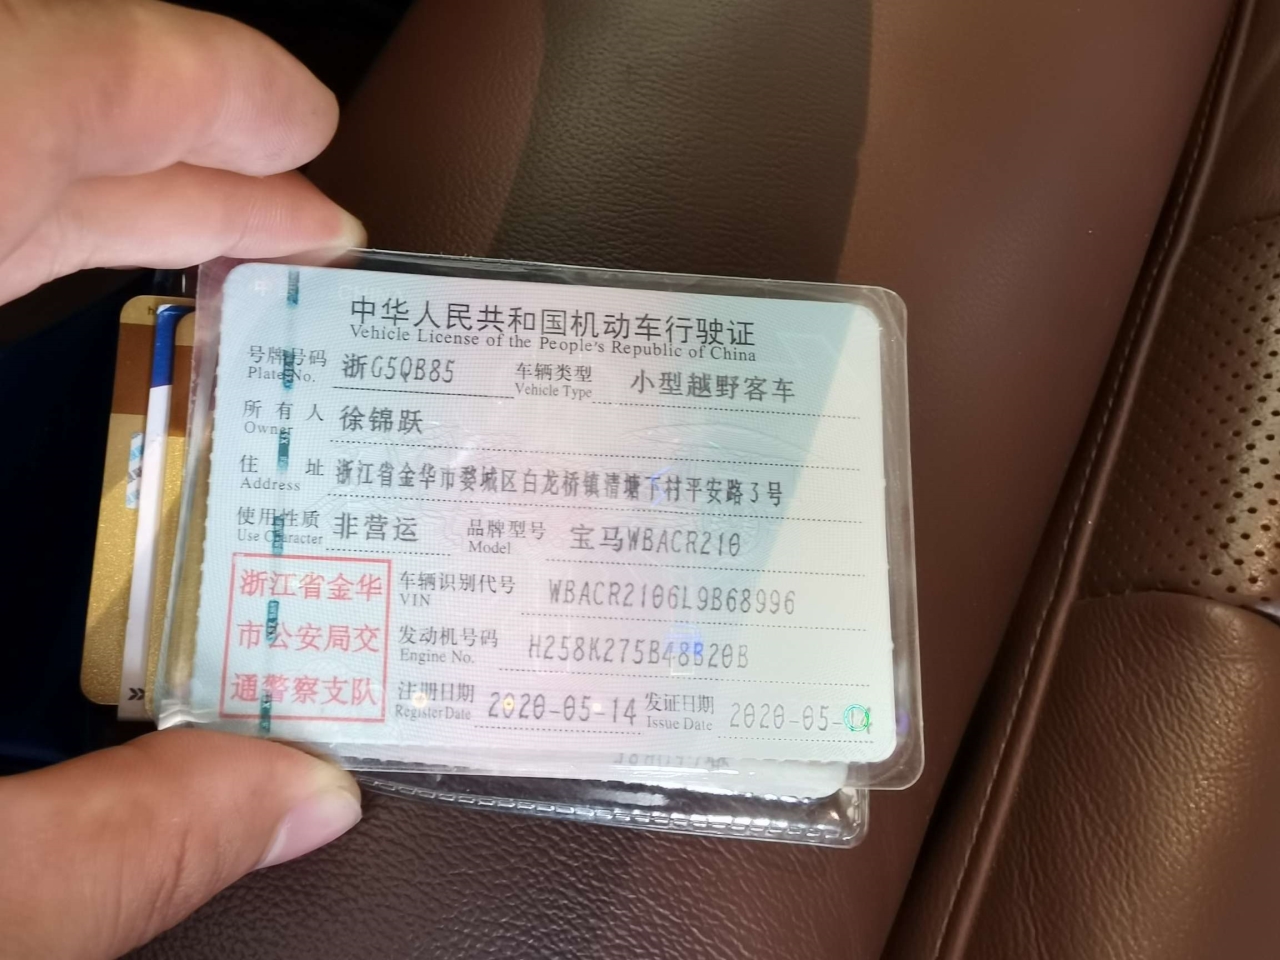 中华人民共和国机动车行驶证
Vehicle License of the People's Republic of China
号牌号码 浙G5QB85 车辆类型 小型越野客车
Plate No. Vehicle Type
所有人 徐锦跃
Owner
住址 浙江省金华市婺城区白龙桥镇清塘下村平安路3号
Address
使用性质 非营运 品牌型号 宝马WBACR210
Use Character Model
浙江省金华 车辆识别代号 WBACR2106L9B68996
VIN
市公安局交 发动机号码 H258K275B48B20B
Engine No.
通警察支队 注册日期 2020-05-14 发证日期 2020-05-14
Register Date Issue Date